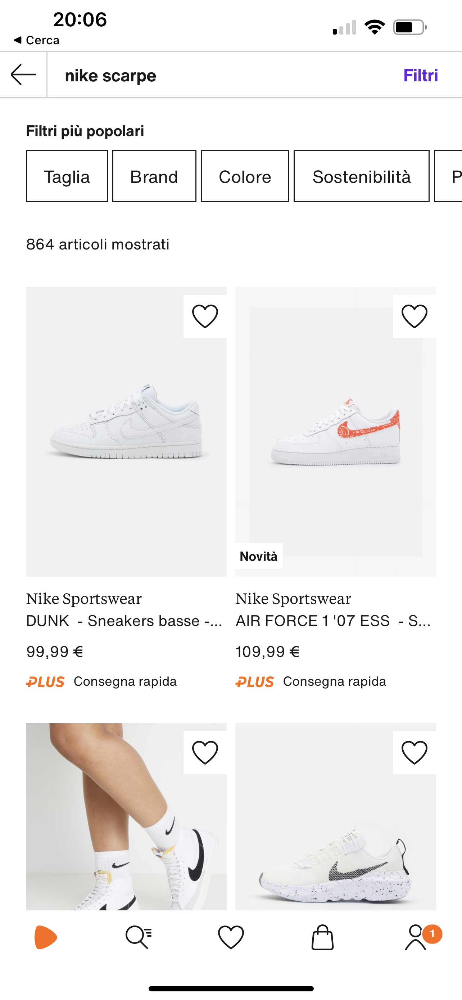 20:06
◀ Cerca
nike scarpe
Filtri
Filtri più popolari
Taglia
Brand
Colore
Sostenibilità
P
864 articoli mostrati
Novità
Nike Sportswear
DUNK - Sneakers basse -...
99,99 €
PLUS Consegna rapida
Nike Sportswear
AIR FORCE 1 '07 ESS - S...
109,99 €
PLUS Consegna rapida
1